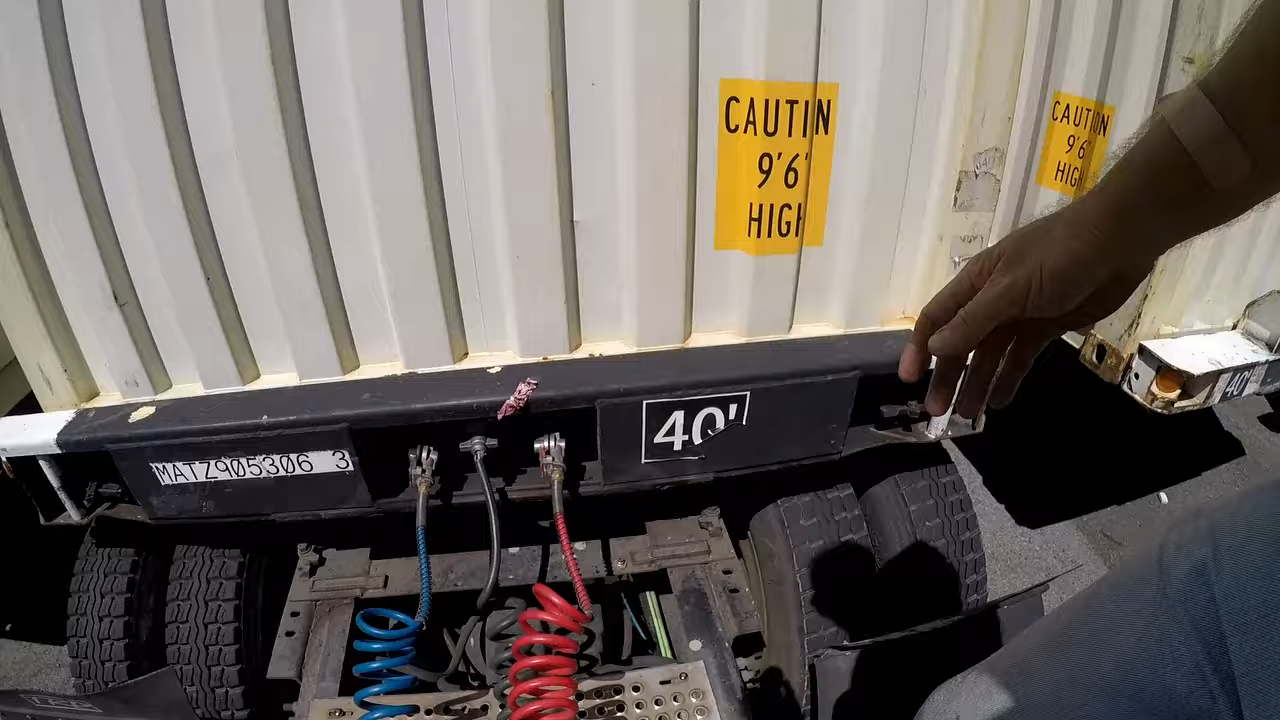 CAUTIN
9'6'
HIGH
CAUTION
9'6"
HIGH
40'
MATZ905306 3
40'